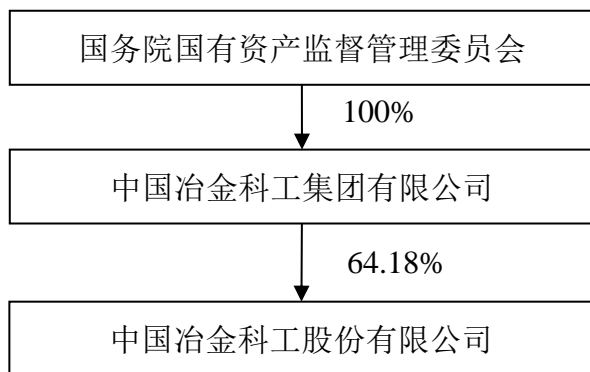 国务院国有资产监督管理委员会
100%
中国冶金科工集团有限公司
64.18%
中国冶金科工股份有限公司